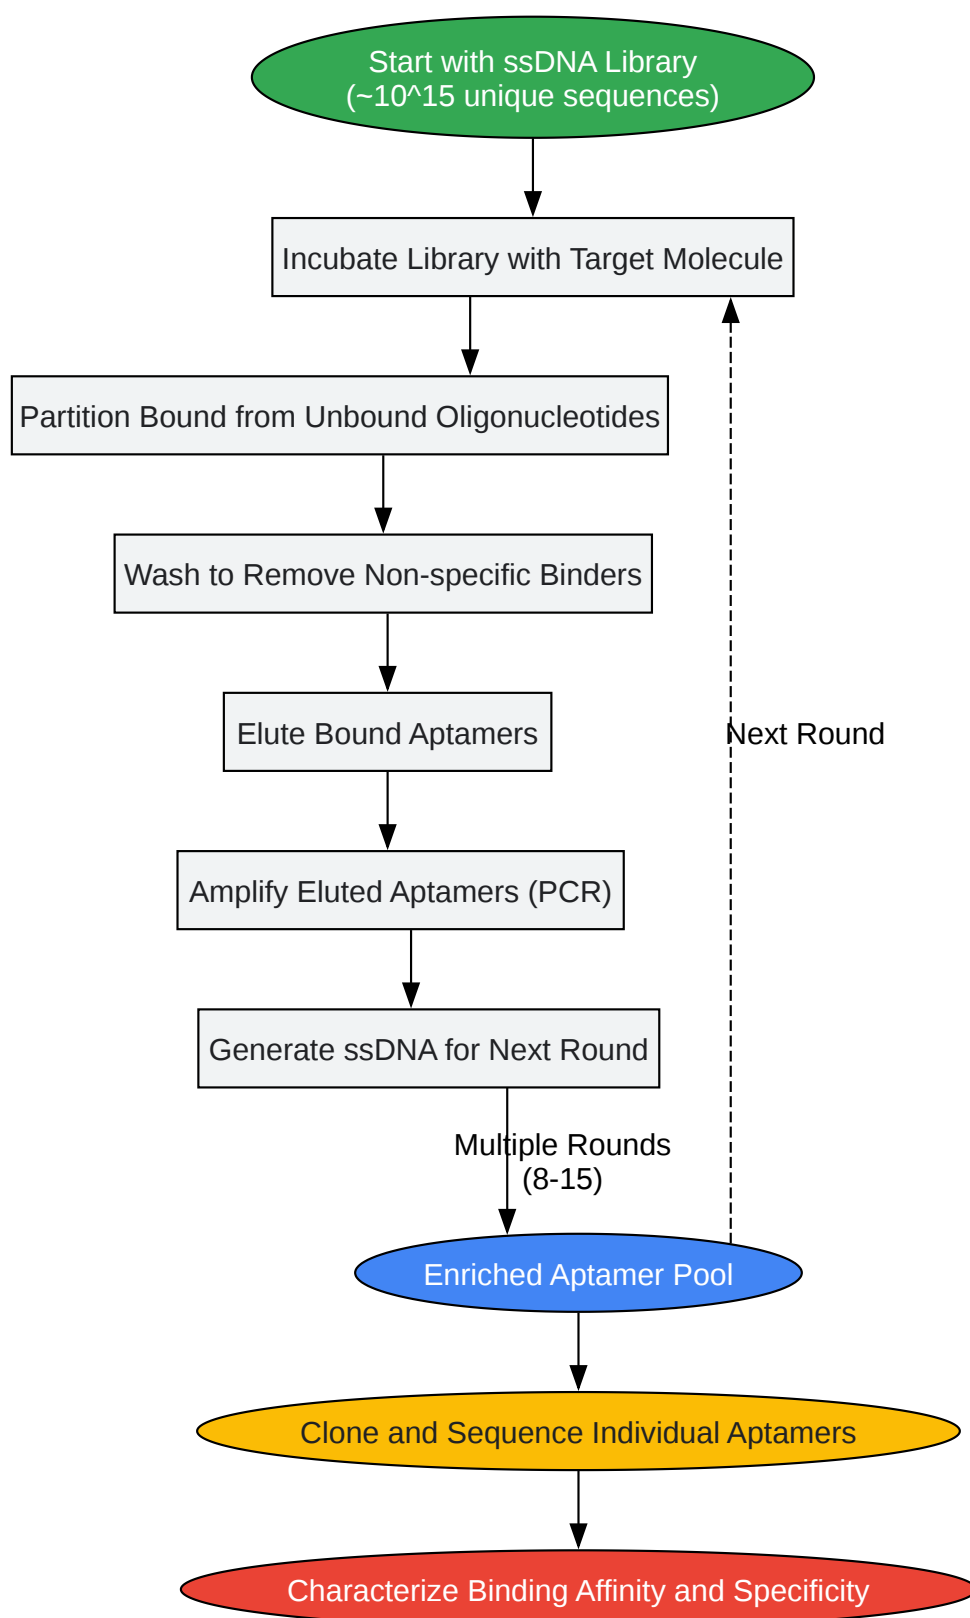 Start with ssDNA Library
(~10^15 unique sequences)
Incubate Library with Target Molecule
Partition Bound from Unbound Oligonucleotides
Wash to Remove Non-specific Binders
Elute Bound Aptamers
Next Round
Amplify Eluted Aptamers (PCR)
Generate ssDNA for Next Round
Multiple Rounds
(8-15)
Enriched Aptamer Pool
Clone and Sequence Individual Aptamers
Characterize Binding Affinity and Specificity